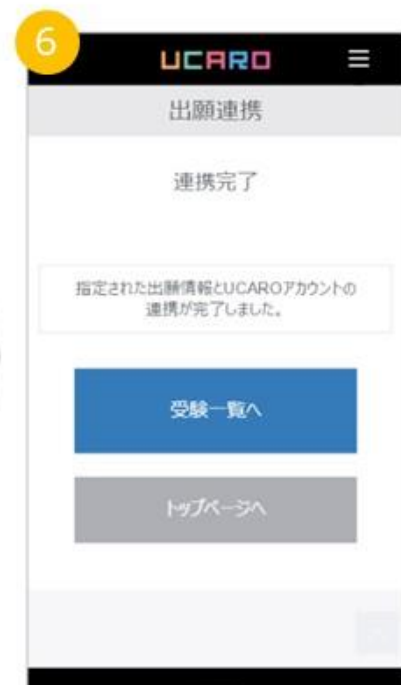 6
UCARO
出願連携
連携完了
指定された出願情報とUCAROアカウントの
連携が完了しました。
受験一覧へ
トップページへ